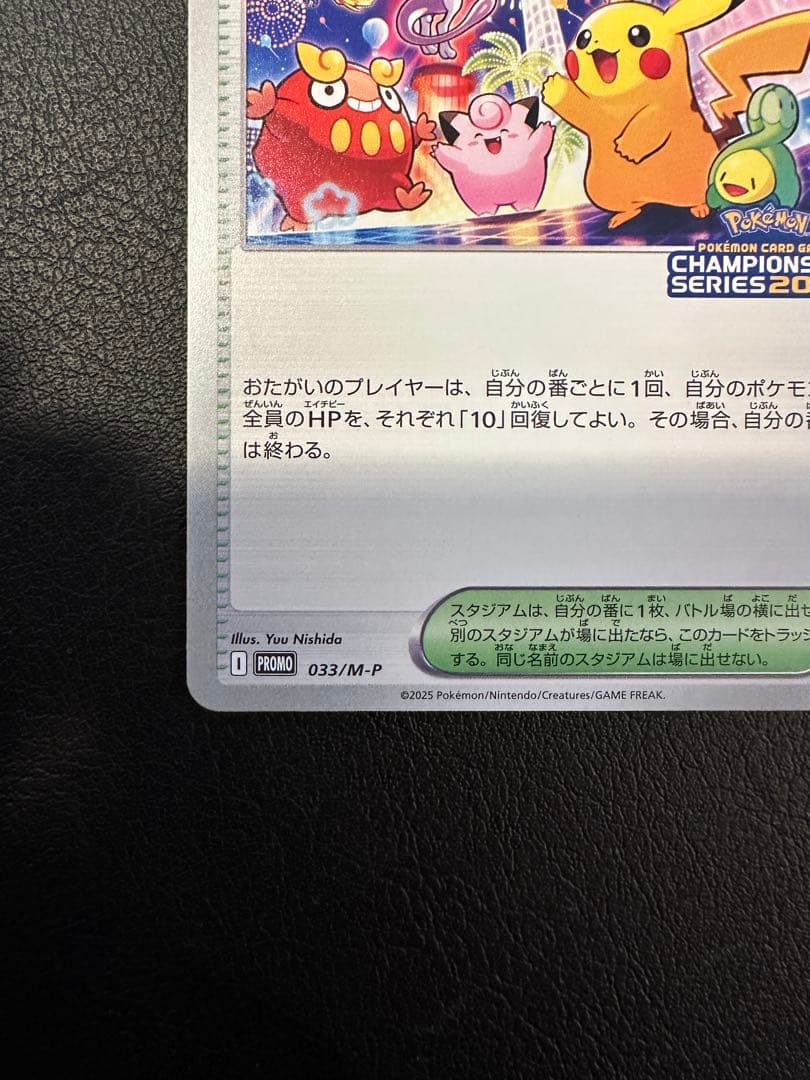 Pokémon
POKÉMON CARD GA
CHAMPIONS
SERIES 20
おたがいのプレイヤーは、自分の番ごとに1回、自分のポケモン
全員のHPを、それぞれ「10」回復してよい。その場合、自分の番
は終わる。
スタジアムは、自分の番に1枚、バトル場の横に出せ
別のスタジアムが場に出たなら、このカードをトラッシ
する。同じ名前のスタジアムは場に出せない。
Illus. Yuu Nishida
I PROMO 033/M-P
©2025 Pokémon/Nintendo/Creatures/GAME FREAK.